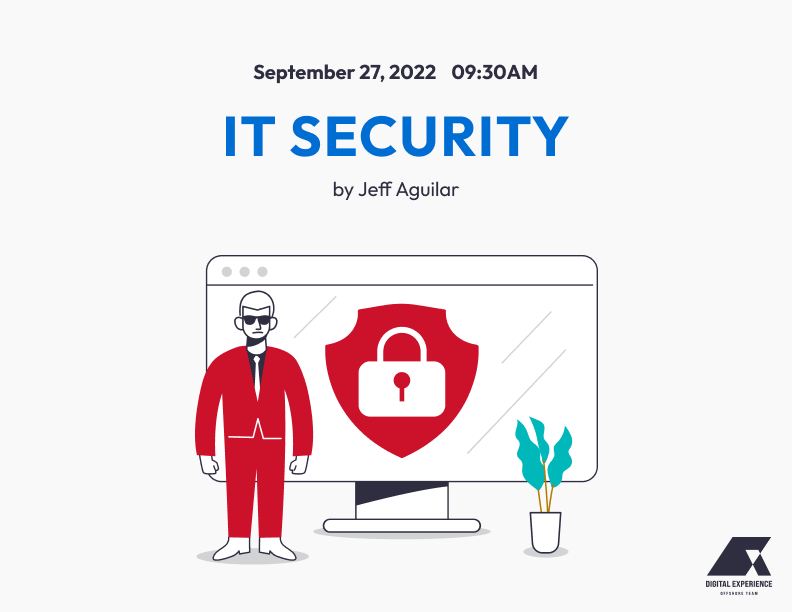 September 27, 2022 09:30AM
IT SECURITY
by Jeff Aguilar
DIGITAL EXPERIENCE
OFFSHORE TEAM